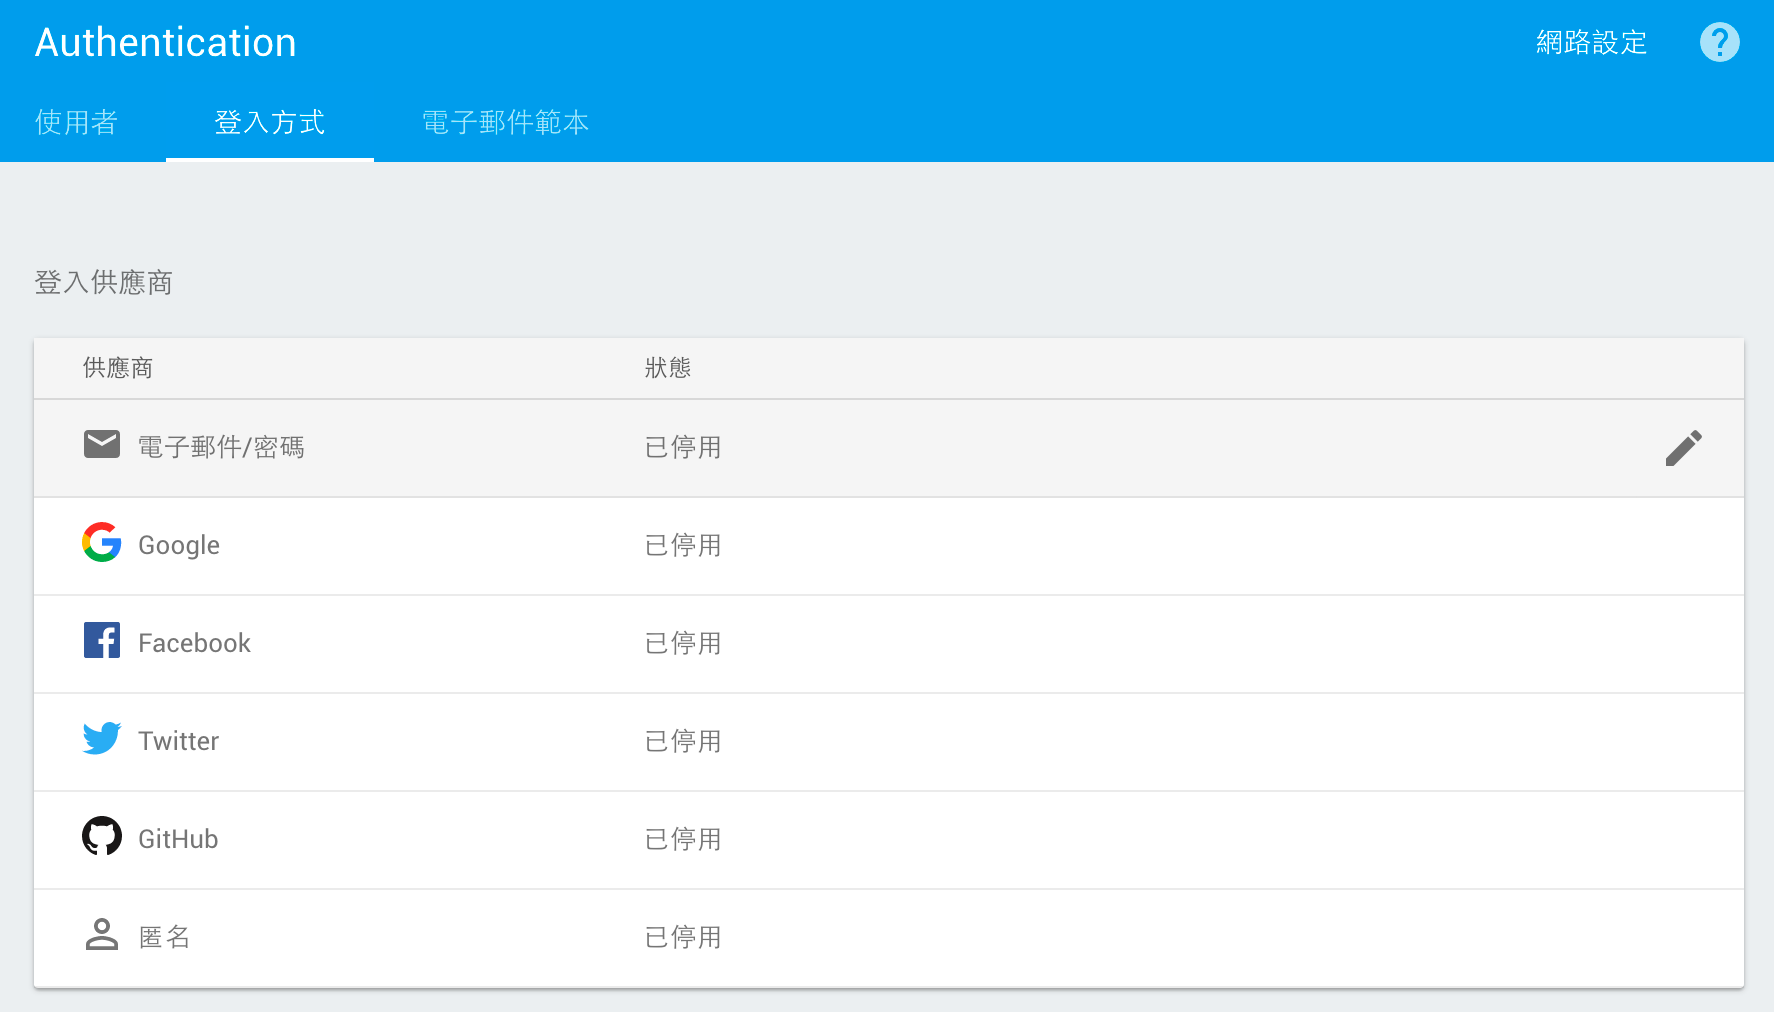 Authentication
網路設定
?
使用者
登入方式
電子郵件範本
登入供應商
供應商 狀態
電子郵件/密碼 已停用
Google 已停用
Facebook 已停用
Twitter 已停用
GitHub 已停用
匿名 已停用